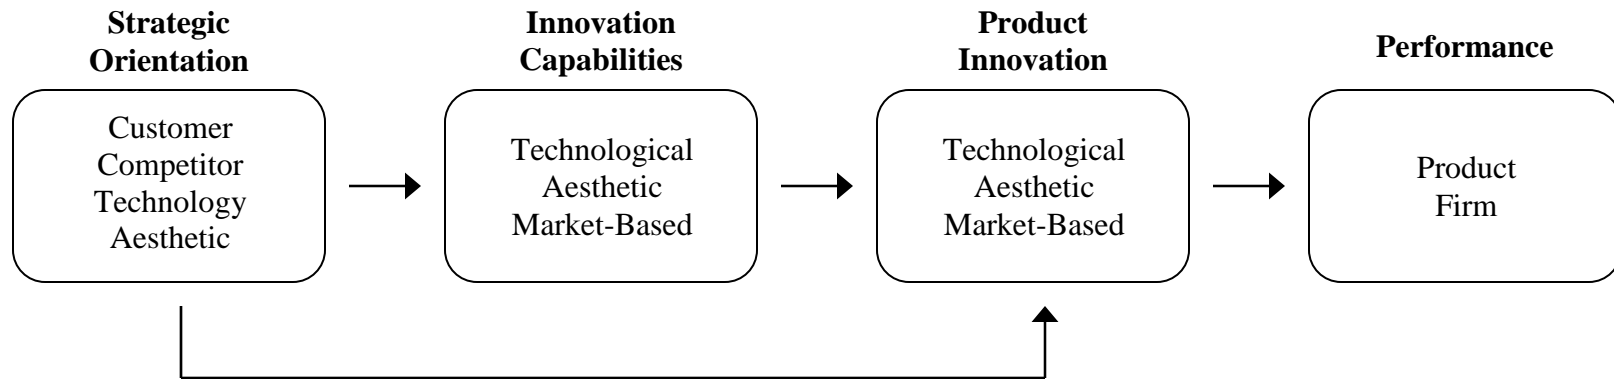 Strategic
Orientation
Customer
Competitor
Technology
Aesthetic
Innovation
Capabilities
Technological
Aesthetic
Market-Based
Product
Innovation
Technological
Aesthetic
Market-Based
Performance
Product
Firm